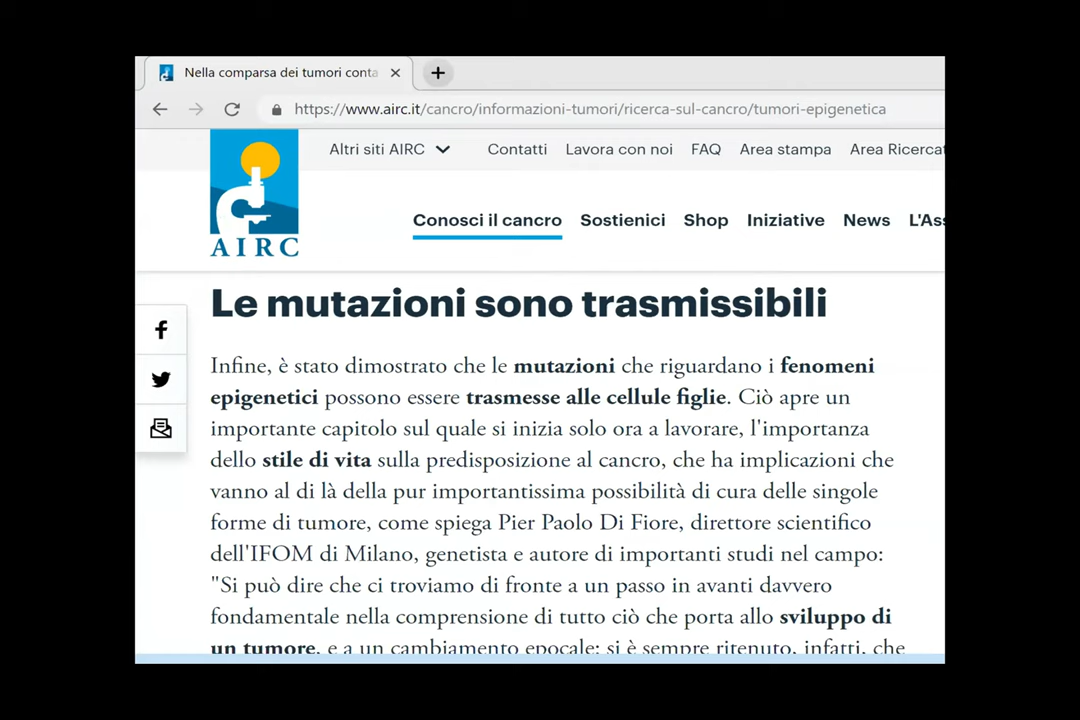 Nella comparsa dei tumori conta
https://www.airc.it/cancro/informazioni-tumori/ricerca-sul-cancro/tumori-epigenetica
Altri siti AIRC Contatti Lavora con noi FAQ Area stampa Area Ricercat
Conosci il cancro Sostienici Shop Iniziative News L'Ass
AIRC
Le mutazioni sono trasmissibili
Infine, è stato dimostrato che le mutazioni che riguardano i fenomeni
epigenetici possono essere trasmesse alle cellule figlie. Ciò apre un
importante capitolo sul quale si inizia solo ora a lavorare, l'importanza
dello stile di vita sulla predisposizione al cancro, che ha implicazioni che
vanno al di là della pur importantissima possibilità di cura delle singole
forme di tumore, come spiega Pier Paolo Di Fiore, direttore scientifico
dell'IFOM di Milano, genetista e autore di importanti studi nel campo:
"Si può dire che ci troviamo di fronte a un passo in avanti davvero
fondamentale nella comprensione di tutto ciò che porta allo sviluppo di
un tumore, e a un cambiamento epocale: si è sempre ritenuto, infatti, che